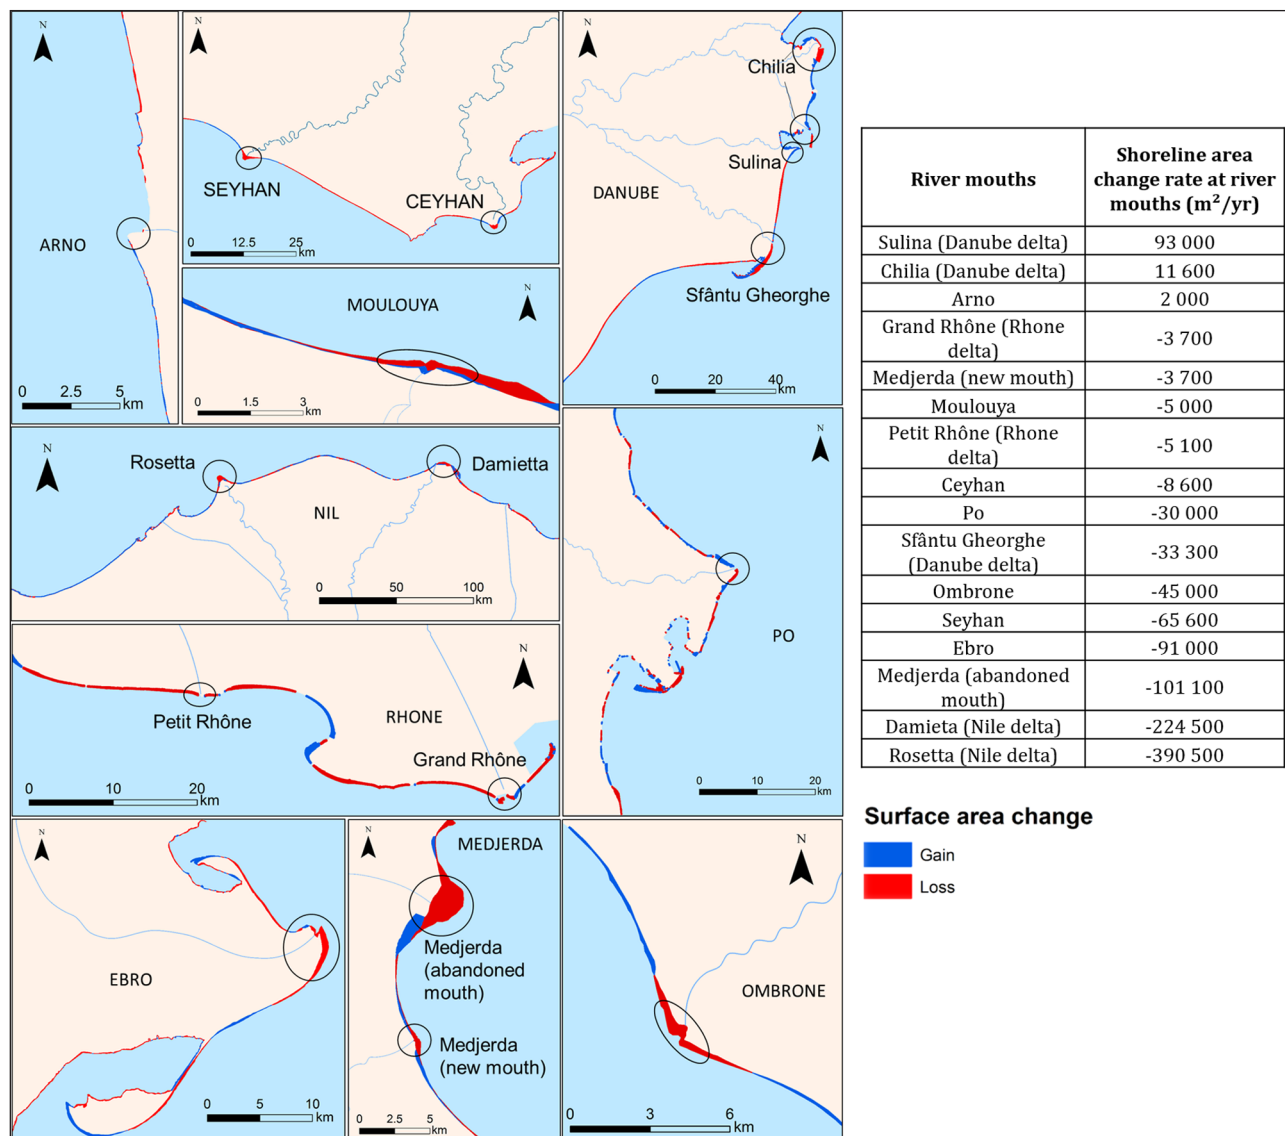 N
ARNO
0 2.5 5
km
N
SEYHAN
CEYHAN
0 12.5 25
km
N
Chilia
Sulina
DANUBE
Sfântu Gheorghe
0 20 40
km
N
MOULOUYA
0 1.5 3
km
N
Rosetta
Damietta
NIL
0 50 100
km
N
PO
0 10 20
km
N
Petit Rhône
RHONE
Grand Rhône
0 10 20
km
N
EBRO
0 5 10
km
N
MEDJERDA
Medjerda
(abandoned
mouth)
Medjerda
(new mouth)
0 2.5 5
km
N
OMBRONE
0 3 6
km
River mouths
Shoreline area
change rate at river
mouths (m²/yr)
Sulina (Danube delta) 93 000
Chilia (Danube delta) 11 600
Arno 2 000
Grand Rhône (Rhone
delta) -3 700
Medjerda (new mouth) -3 700
Moulouya -5 000
Petit Rhône (Rhone
delta) -5 100
Ceyhan -8 600
Po -30 000
Sfântu Gheorghe
(Danube delta) -33 300
Ombrone -45 000
Seyhan -65 600
Ebro -91 000
Medjerda (abandoned
mouth) -101 100
Damieta (Nile delta) -224 500
Rosetta (Nile delta) -390 500
Surface area change
Gain
Loss